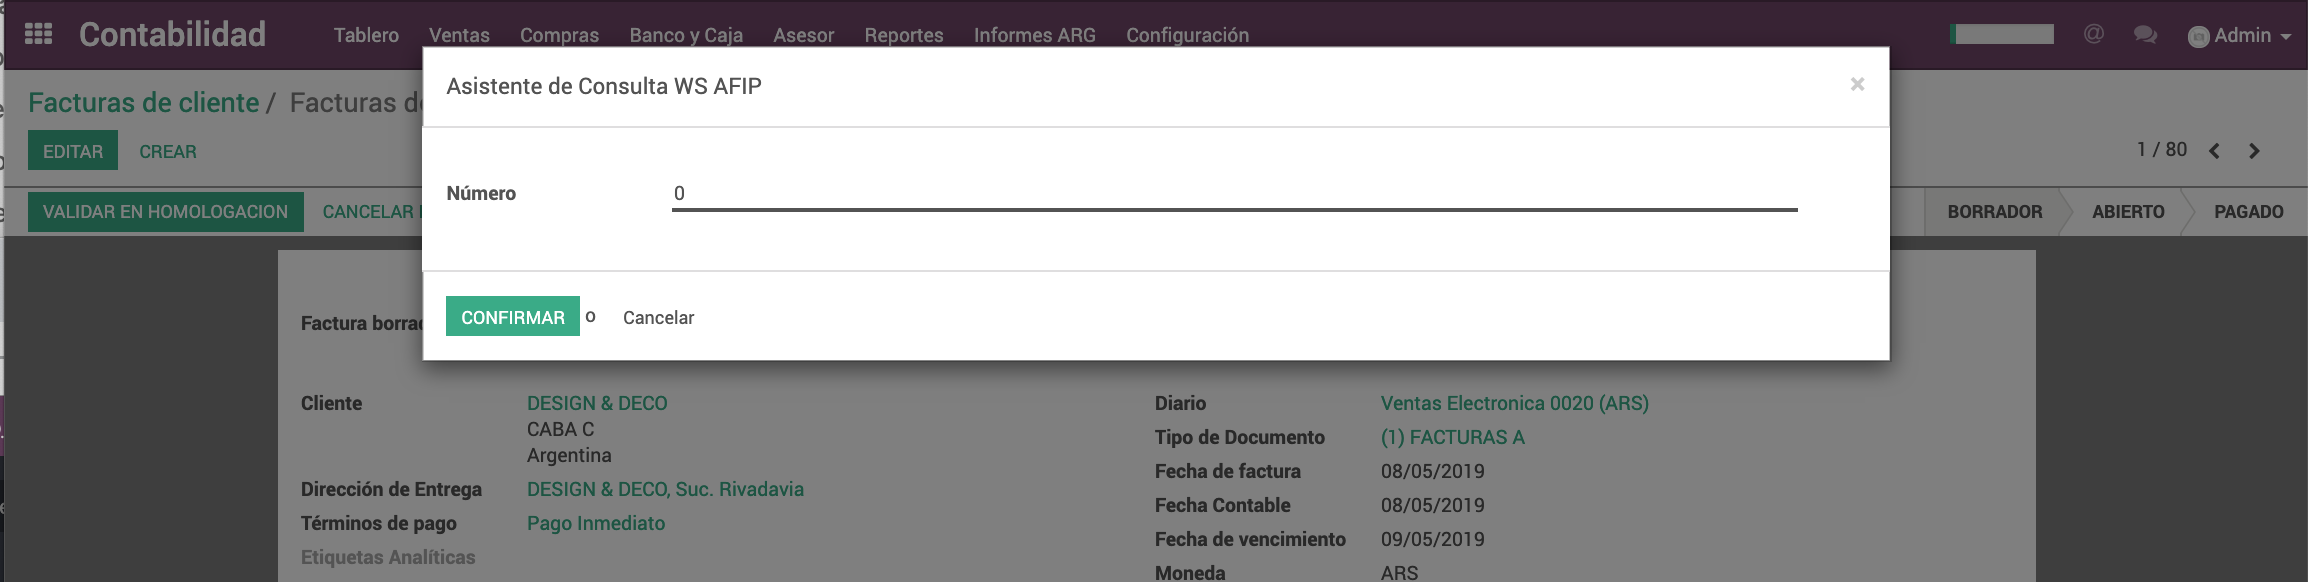 Contabilidad Tablero Ventas Compras Banco y Caja Asesor Reportes Informes ARG Configuración @ Admin
Asistente de Consulta WS AFIP ×
Facturas de cliente / Facturas
EDITAR CREAR
1 / 80
Número 0
VALIDAR EN HOMOLOGACION CANCELAR
BORRADOR ABIERTO PAGADO
CONFIRMAR o Cancelar
Factura
Cliente DESIGN & DECO
CABA C
Argentina
Dirección de Entrega DESIGN & DECO, Suc. Rivadavia
Términos de pago Pago Inmediato
Etiquetas Analíticas
Diario Ventas Electronica 0020 (ARS)
Tipo de Documento (1) FACTURAS A
Fecha de factura 08/05/2019
Fecha Contable 08/05/2019
Fecha de vencimiento 09/05/2019
Moneda ARS